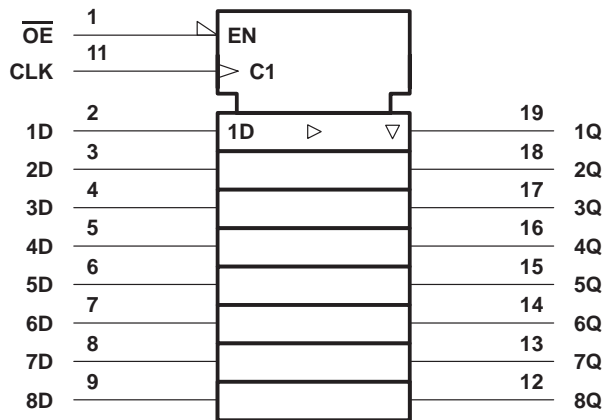 1
O̅E̅ EN
11
CLK C1
2 19
1D 1D 1Q
3 18
2D 2Q
4 17
3D 3Q
5 16
4D 4Q
6 15
5D 5Q
7 14
6D 6Q
8 13
7D 7Q
9 12
8D 8Q